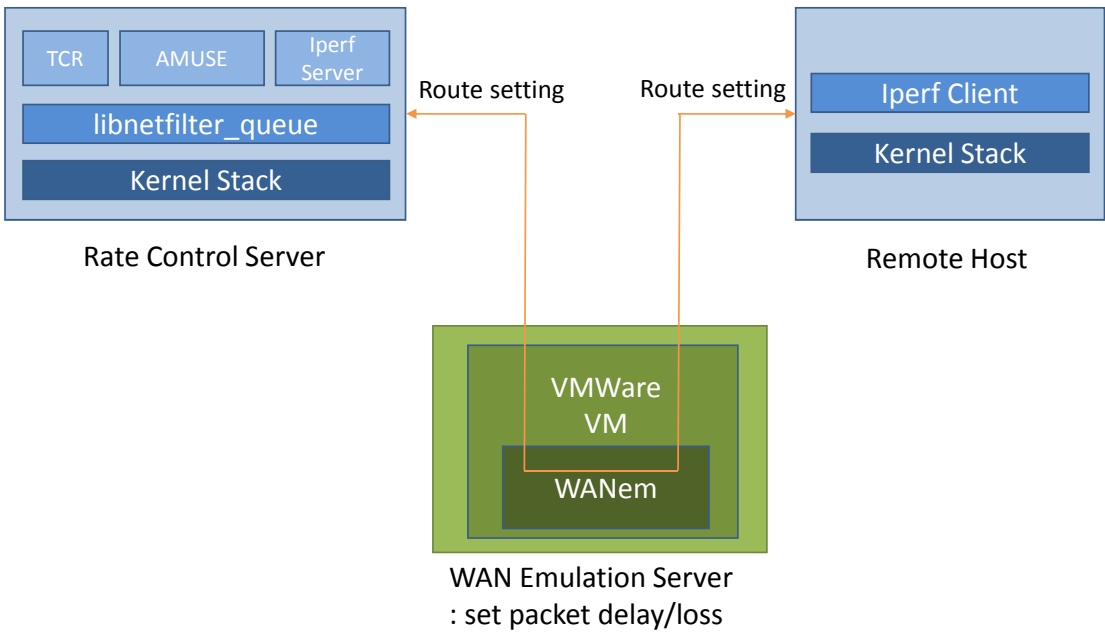 TCR
AMUSE
Iperf
Server
libnetfilter_queue
Kernel Stack
Rate Control Server
Route setting
Route setting
Iperf Client
Kernel Stack
Remote Host
VMWare
VM
WANem
WAN Emulation Server
: set packet delay/loss